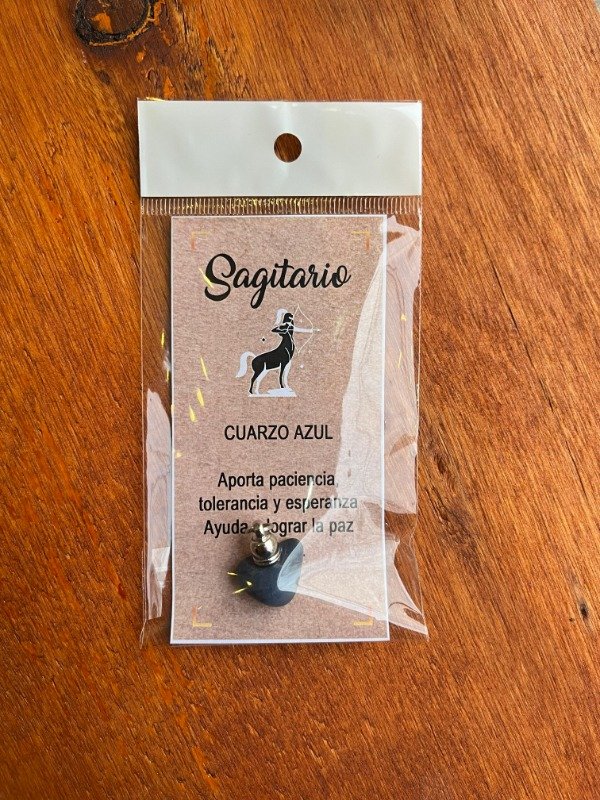 Sagitario
CUARZO AZUL
Aporta paciencia,
tolerancia y esperanza
Ayuda a lograr la paz